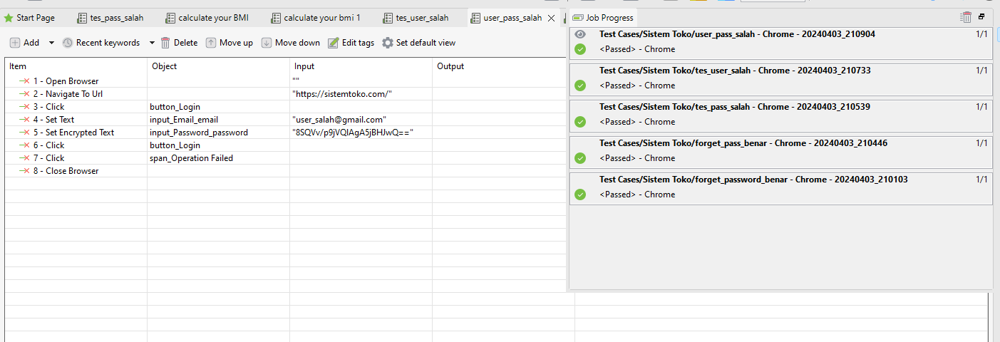 Start Page tes_pass_salah calculate your BMI calculate your bmi 1 tes_user_salah user_pass_salah
Add Recent keywords Delete Move up Move down Edit tags Set default view
Item Object Input Output
1 - Open Browser ""
2 - Navigate To Url "https://sistemtoko.com/"
3 - Click button_Login
4 - Set Text input_Email_email "user_salah@gmail.com"
5 - Set Encrypted Text input_Password_password "8SQVv/p9jVQIAgA5jBHJwQ=="
6 - Click button_Login
7 - Click span_Operation Failed
8 - Close Browser
Job Progress
Test Cases/Sistem Toko/user_pass_salah - Chrome - 20240403_210904 1/1
<Passed> - Chrome
Test Cases/Sistem Toko/tes_user_salah - Chrome - 20240403_210733 1/1
<Passed> - Chrome
Test Cases/Sistem Toko/tes_pass_salah - Chrome - 20240403_210539 1/1
<Passed> - Chrome
Test Cases/Sistem Toko/forget_pass_benar - Chrome - 20240403_210446 1/1
<Passed> - Chrome
Test Cases/Sistem Toko/forget_password_benar - Chrome - 20240403_210103 1/1
<Passed> - Chrome